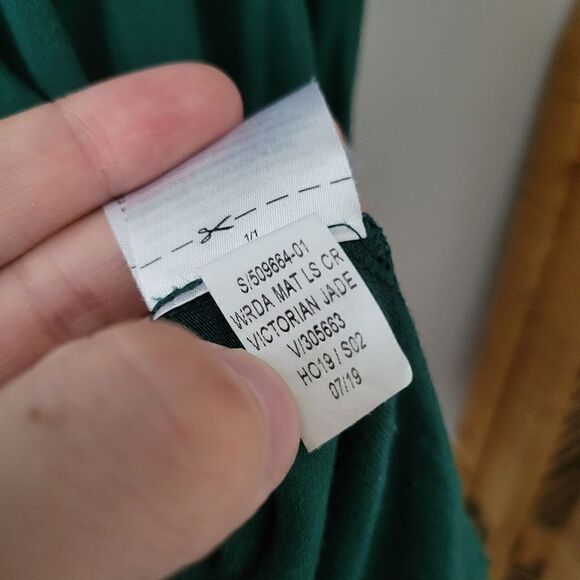 1/1
S/509664-01
WRDA MAT LS CR
VICTORIAN JADE
V/305663
HO19 / S02
07/19